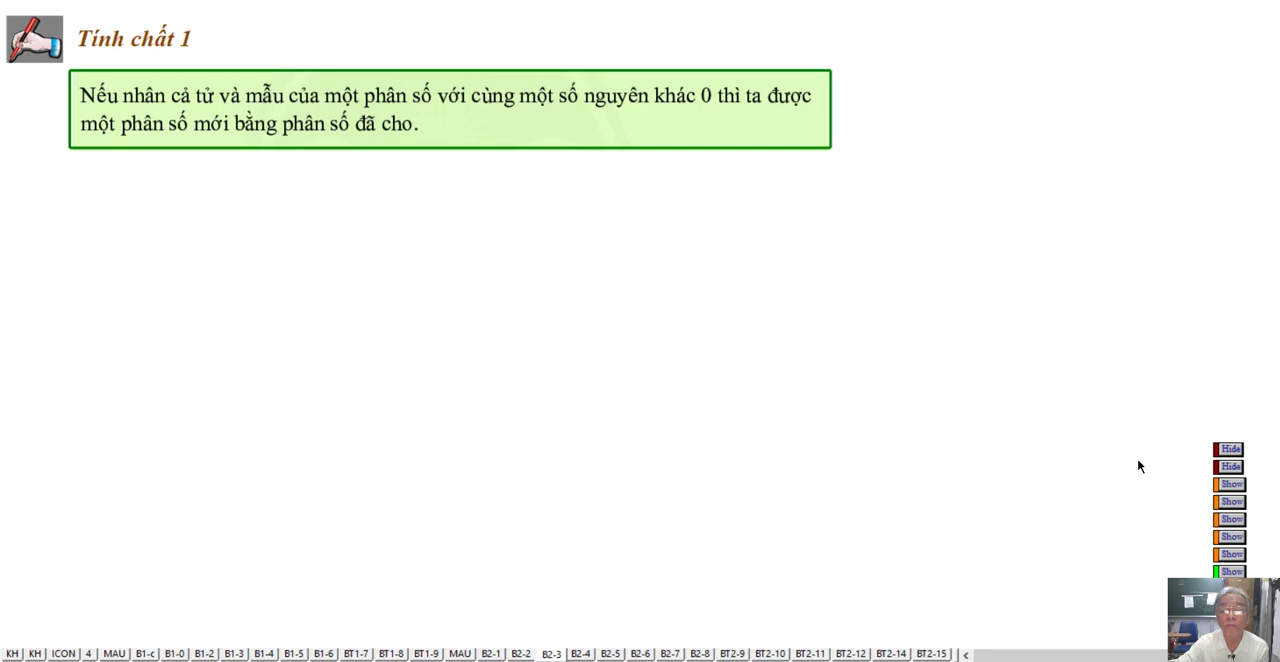 Tính chất 1
Nếu nhân cả tử và mẫu của một phân số với cùng một số nguyên khác 0 thì ta được
một phân số mới bằng phân số đã cho.
Hide
Hide
Show
Show
Show
Show
Show
Show
KH KH ICON 4 MAU B1-c B1-0 B1-2 B1-3 B1-4 B1-5 B1-6 BT1-7 BT1-8 BT1-9 MAU B2-1 B2-2 B2-3 B2-4 B2-5 B2-6 B2-7 B2-8 BT2-9 BT2-10 BT2-11 BT2-12 BT2-14 BT2-15 <